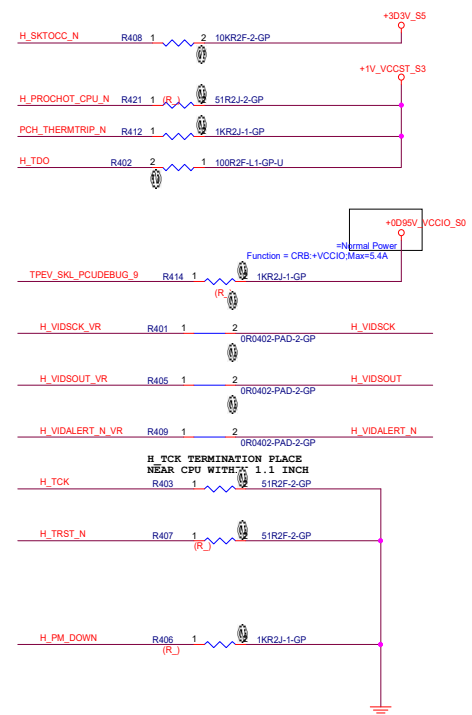 +3D3V_S5
H_SKTOCC_N R408 1 2 10KR2F-2-GP
+1V_VCCST_S3
H_PROCHOT_CPU_N R421 1 (R_) 2 51R2J-2-GP
PCH_THERMTRIP_N R412 1 2 1KR2J-1-GP
H_TDO R402 2 1 100R2F-L1-GP-U
+0D95V_VCCIO_S0
=Normal Power
Function = CRB:+VCCIO;Max=5.4A
TPEV_SKL_PCUDEBUG_9 R414 1 2 1KR2J-1-GP
(R_)
H_VIDSCK_VR R401 1 2 H_VIDSCK
0R0402-PAD-2-GP
H_VIDSOUT_VR R405 1 2 H_VIDSOUT
0R0402-PAD-2-GP
H_VIDALERT_N_VR R409 1 2 H_VIDALERT_N
0R0402-PAD-2-GP
H_TCK TERMINATION PLACE
NEAR CPU WITHIN 1.1 INCH
H_TCK R403 1 2 51R2F-2-GP
H_TRST_N R407 1 2 51R2F-2-GP
(R_)
H_PM_DOWN R406 1 2 1KR2J-1-GP
(R_)